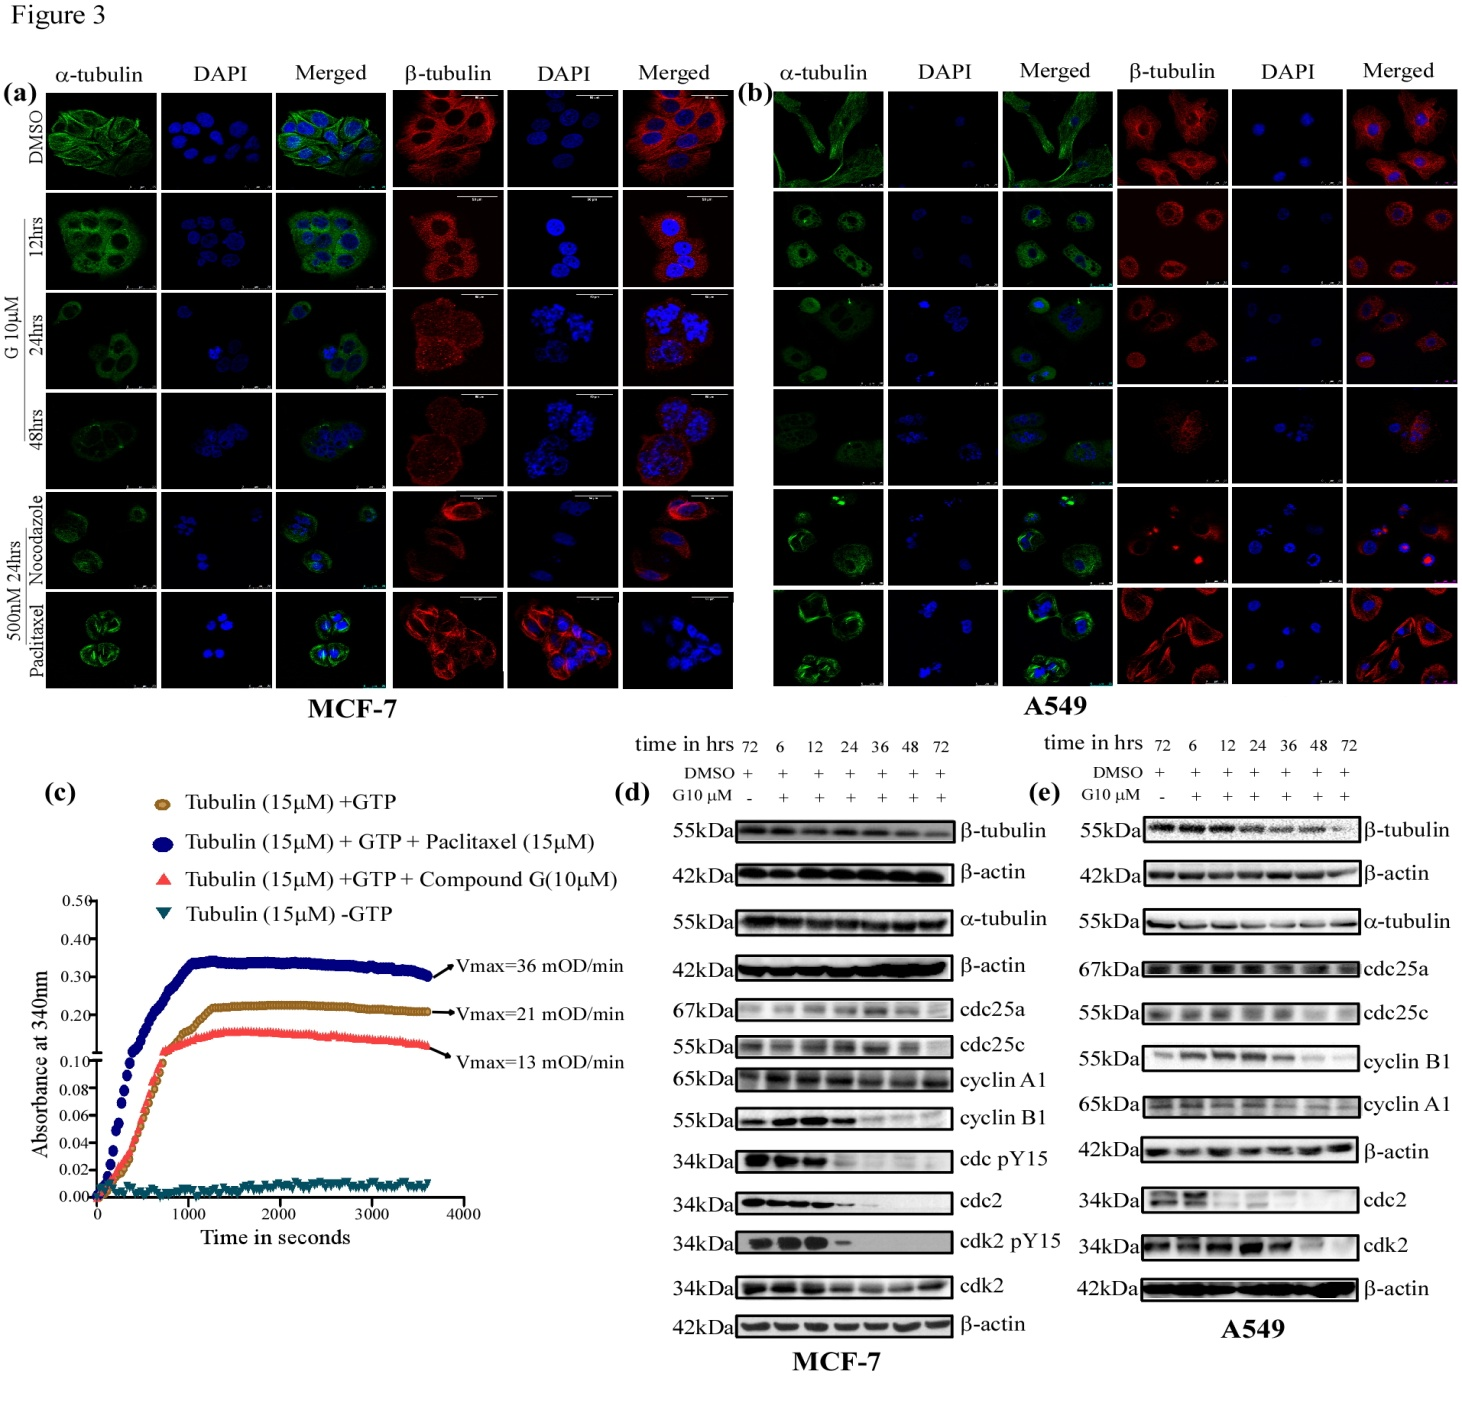 Figure 3
(a)
α-tubulin DAPI Merged β-tubulin DAPI Merged
DMSO
12hrs
24hrs
48hrs
G 10μM
Nocodazole
Paclitaxel
500nM 24hrs
MCF-7
(b)
α-tubulin DAPI Merged β-tubulin DAPI Merged
A549
(c)
Tubulin (15μM) +GTP
Tubulin (15μM) + GTP + Paclitaxel (15μM)
Tubulin (15μM) +GTP + Compound G(10μM)
Tubulin (15μM) -GTP
Absorbance at 340nm
0.50
0.40
0.30
0.20
0.10
0.08
0.06
0.04
0.02
0.00
Vmax=36 mOD/min
Vmax=21 mOD/min
Vmax=13 mOD/min
0 1000 2000 3000 4000
Time in seconds
(d)
time in hrs 72 6 12 24 36 48 72
DMSO + + + + + + +
G10 μM - + + + + + +
55kDa β-tubulin
42kDa β-actin
55kDa α-tubulin
42kDa β-actin
67kDa cdc25a
55kDa cdc25c
65kDa cyclin A1
55kDa cyclin B1
34kDa cdc pY15
34kDa cdc2
34kDa cdk2 pY15
34kDa cdk2
42kDa β-actin
MCF-7
(e)
time in hrs 72 6 12 24 36 48 72
DMSO + + + + + + +
G10 μM - + + + + + +
55kDa β-tubulin
42kDa β-actin
55kDa α-tubulin
67kDa cdc25a
55kDa cdc25c
55kDa cyclin B1
65kDa cyclin A1
42kDa β-actin
34kDa cdc2
34kDa cdk2
42kDa β-actin
A549